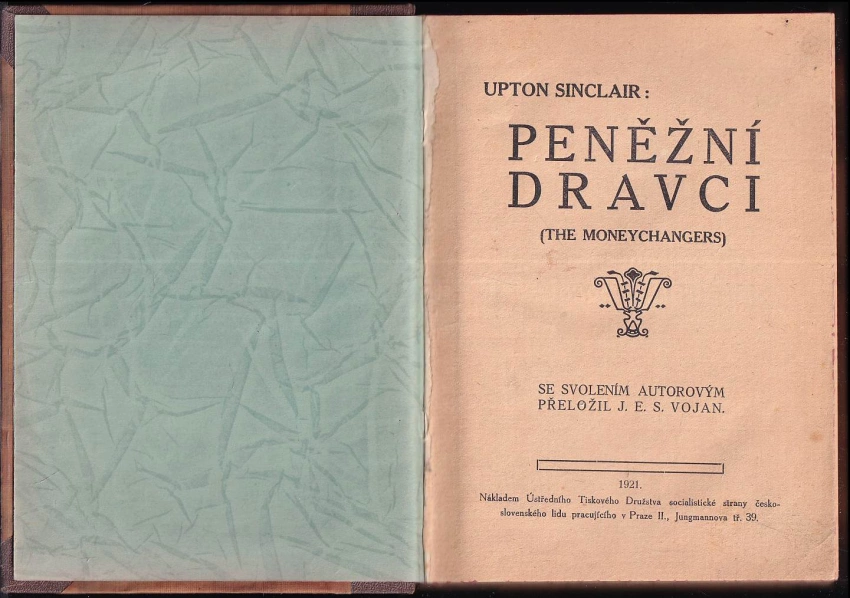 UPTON SINCLAIR:
PENĚŽNÍ
DRAVCI
(THE MONEYCHANGERS)
SE SVOLENÍM AUTOROVÝM
PŘELOŽIL J. E. S. VOJAN.
1921.
Nákladem Ústředního Tiskového Družstva socialistické strany česko-
slovenského lidu pracujícího v Praze II., Jungmannova tř. 39.